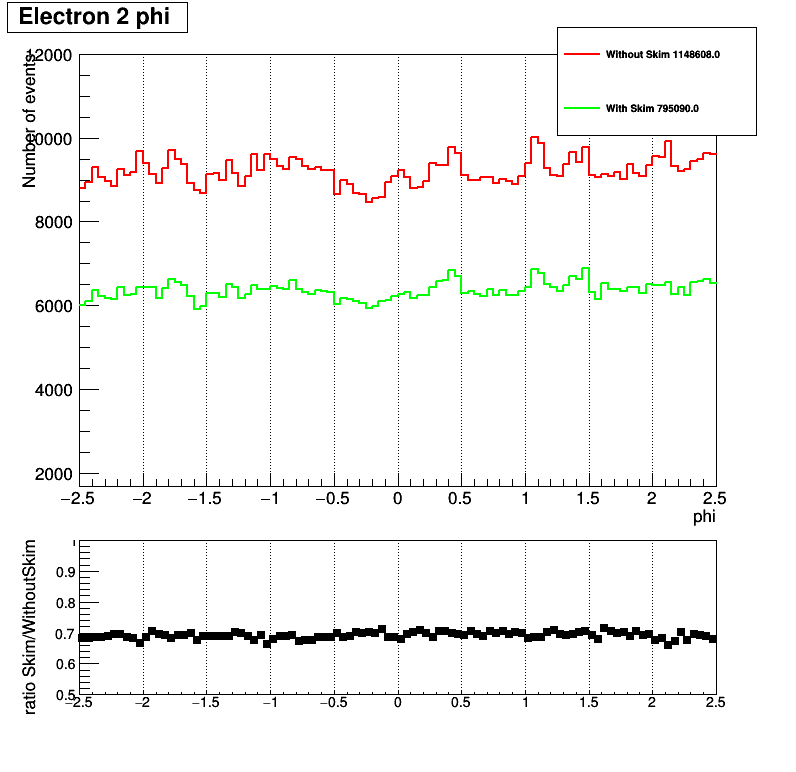 Electron 2 phi
Number of events
12000
10000
8000
6000
4000
2000
Without Skim 1148608.0
With Skim 795090.0
−2.5 −2 −1.5 −1 −0.5 0 0.5 1 1.5 2 2.5
phi
ratio Skim/WithoutSkim
1
0.9
0.8
0.7
0.6
0.5
−2.5 −2 −1.5 −1 −0.5 0 0.5 1 1.5 2 2.5